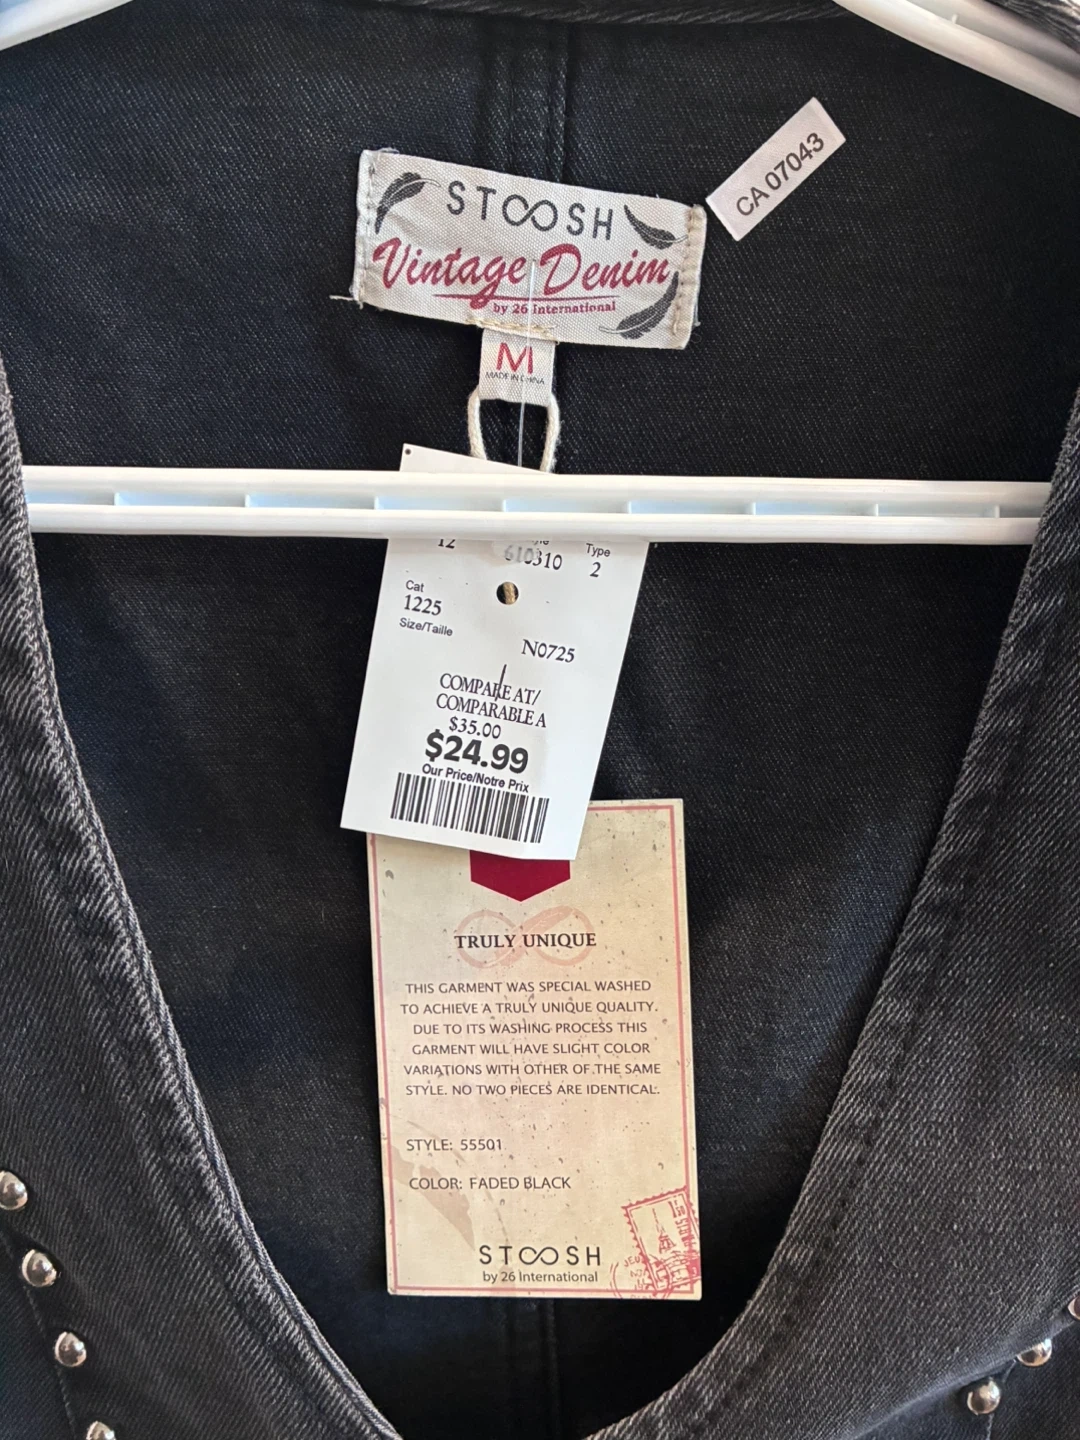 CA 07043
STOOSH
Vintage Denim
by 26 International
M
MADE IN CHINA
12 610310 Type
2
Cat
1225
Size/Taille
N0725
COMPARE AT/
COMPARABLE A
$35.00
$24.99
Our Price/Notre Prix
TRULY UNIQUE
THIS GARMENT WAS SPECIAL WASHED
TO ACHIEVE A TRULY UNIQUE QUALITY.
DUE TO ITS WASHING PROCESS THIS
GARMENT WILL HAVE SLIGHT COLOR
VARIATIONS WITH OTHER OF THE SAME
STYLE. NO TWO PIECES ARE IDENTICAL.
STYLE: 55501
COLOR: FADED BLACK
STOOSH
by 26 International